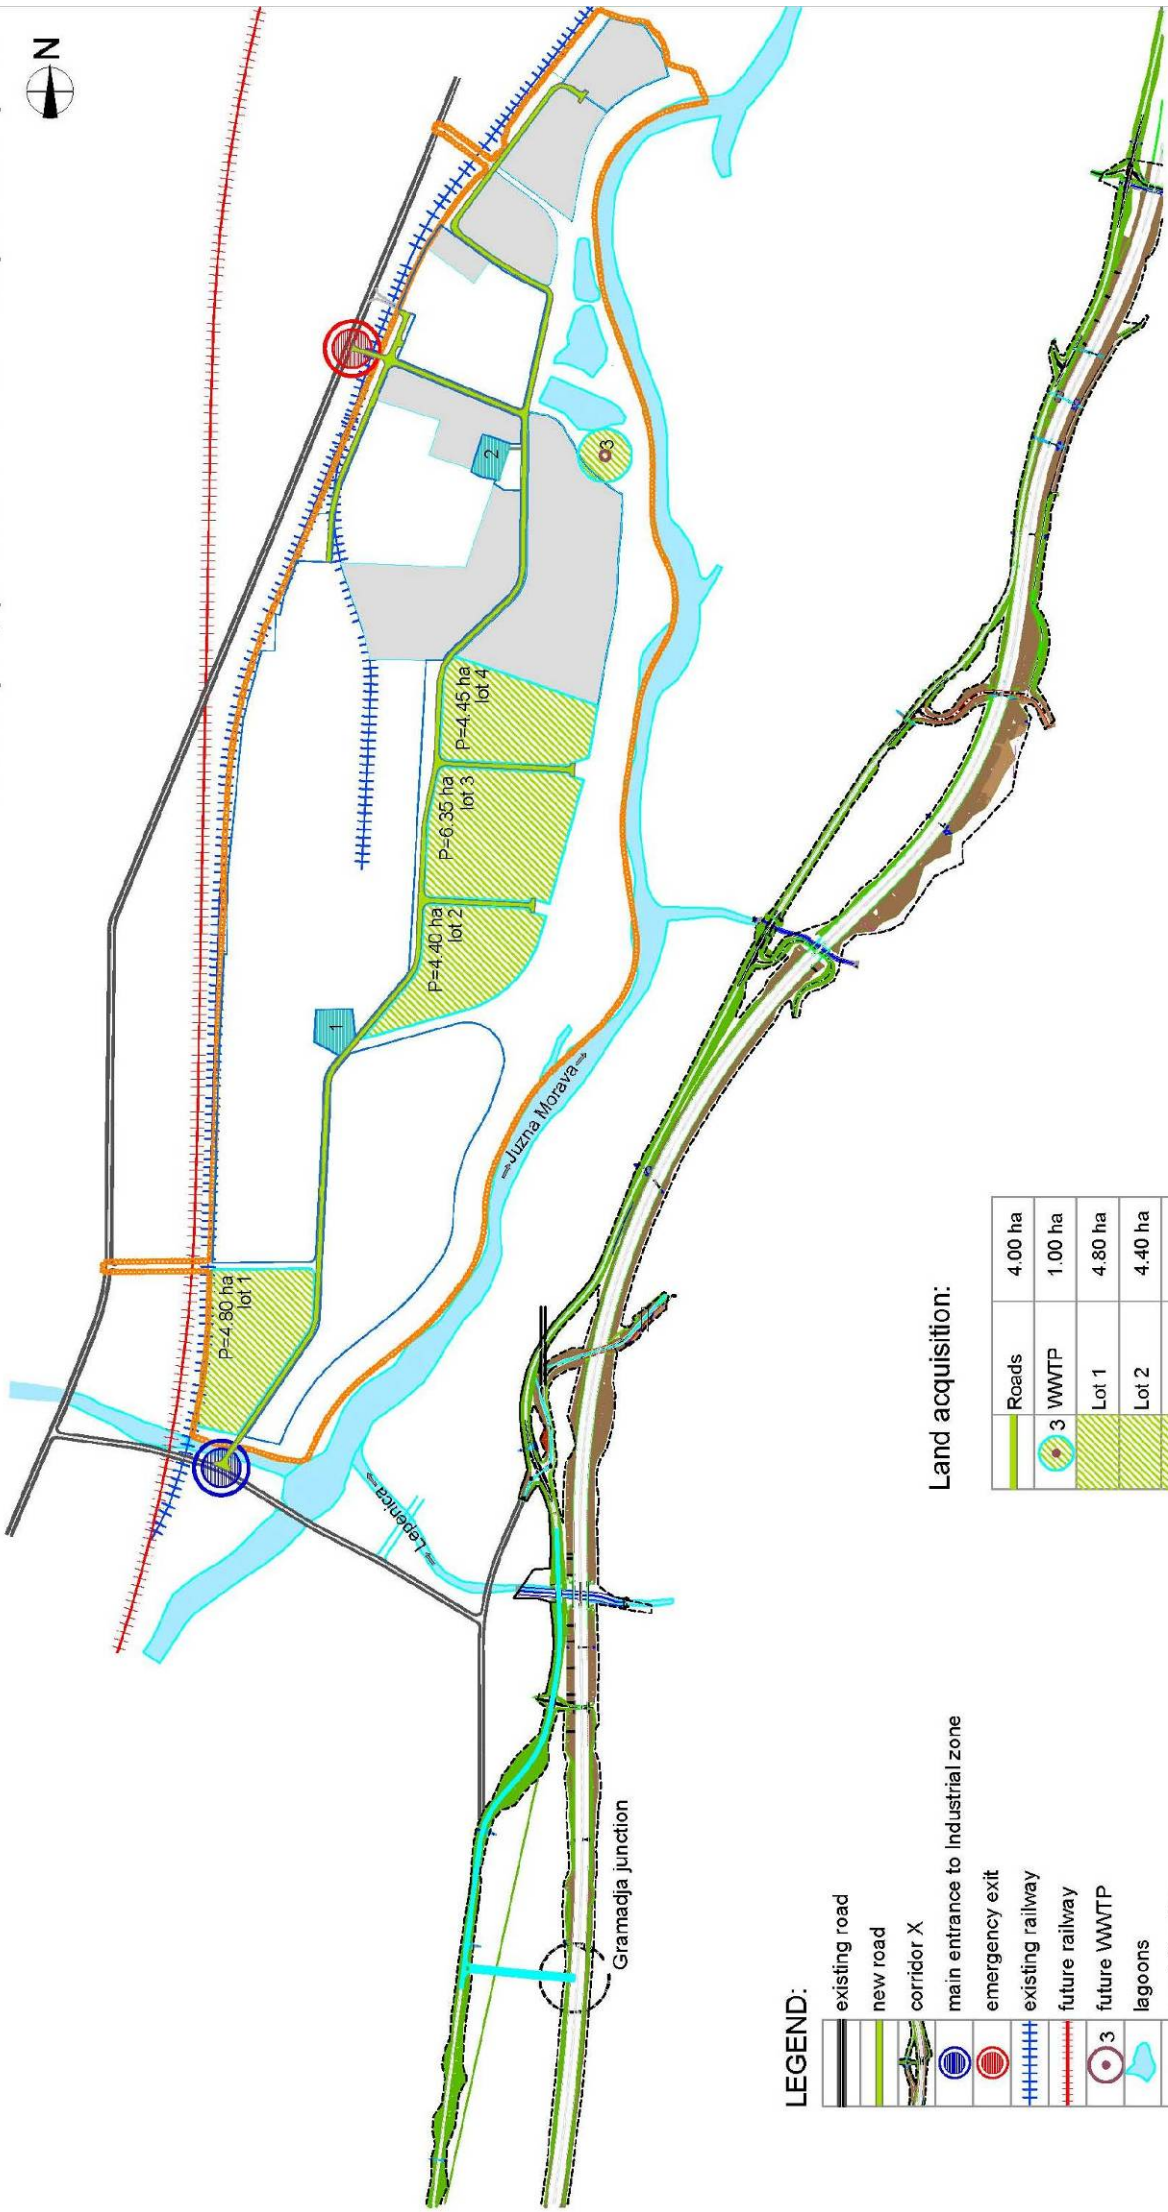 N
P=4.80 ha
lot 1
1
P=4.40 ha
lot 2
P=6.35 ha
lot 3
P=4.45 ha
lot 4
2
3
Juzna Morava
Lepenica
Gramadja junction
LEGEND:
existing road
new road
corridor X
main entrance to Industrial zone
emergency exit
existing railway
future railway
3 future WWTP
lagoons
Land acquisition:
Roads 4.00 ha
3 WWTP 1.00 ha
Lot 1 4.80 ha
Lot 2 4.40 ha